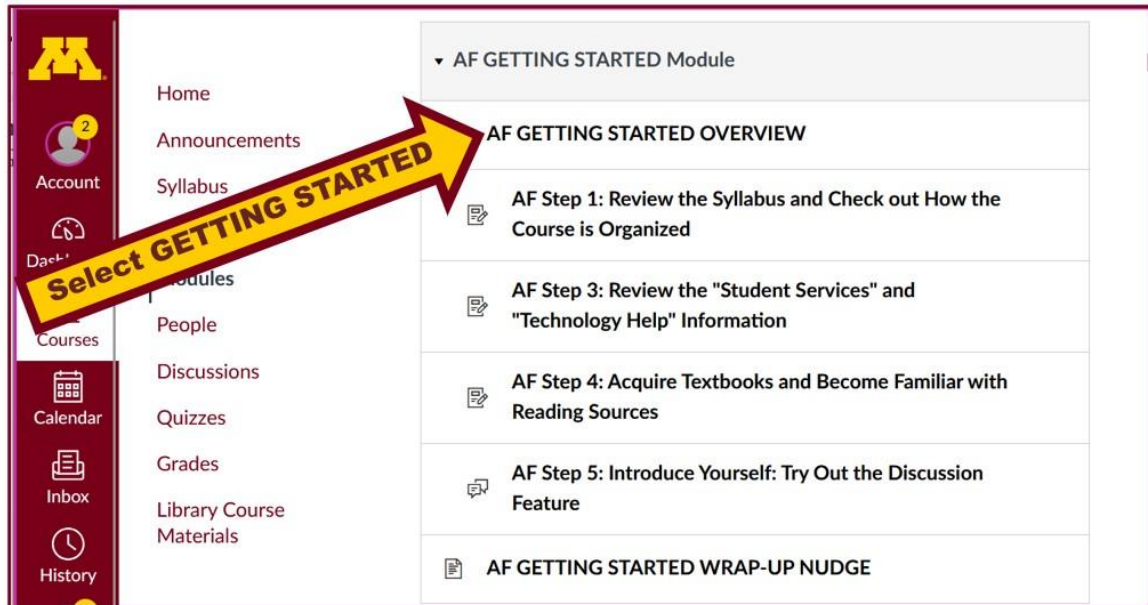 2
Account
Dash
Courses
Calendar
Inbox
History
Home
Announcements
Syllabus
Modules
People
Discussions
Quizzes
Grades
Library Course
Materials
Select GETTING STARTED
AF GETTING STARTED Module
AF GETTING STARTED OVERVIEW
AF Step 1: Review the Syllabus and Check out How the
Course is Organized
AF Step 3: Review the "Student Services" and
"Technology Help" Information
AF Step 4: Acquire Textbooks and Become Familiar with
Reading Sources
AF Step 5: Introduce Yourself: Try Out the Discussion
Feature
AF GETTING STARTED WRAP-UP NUDGE